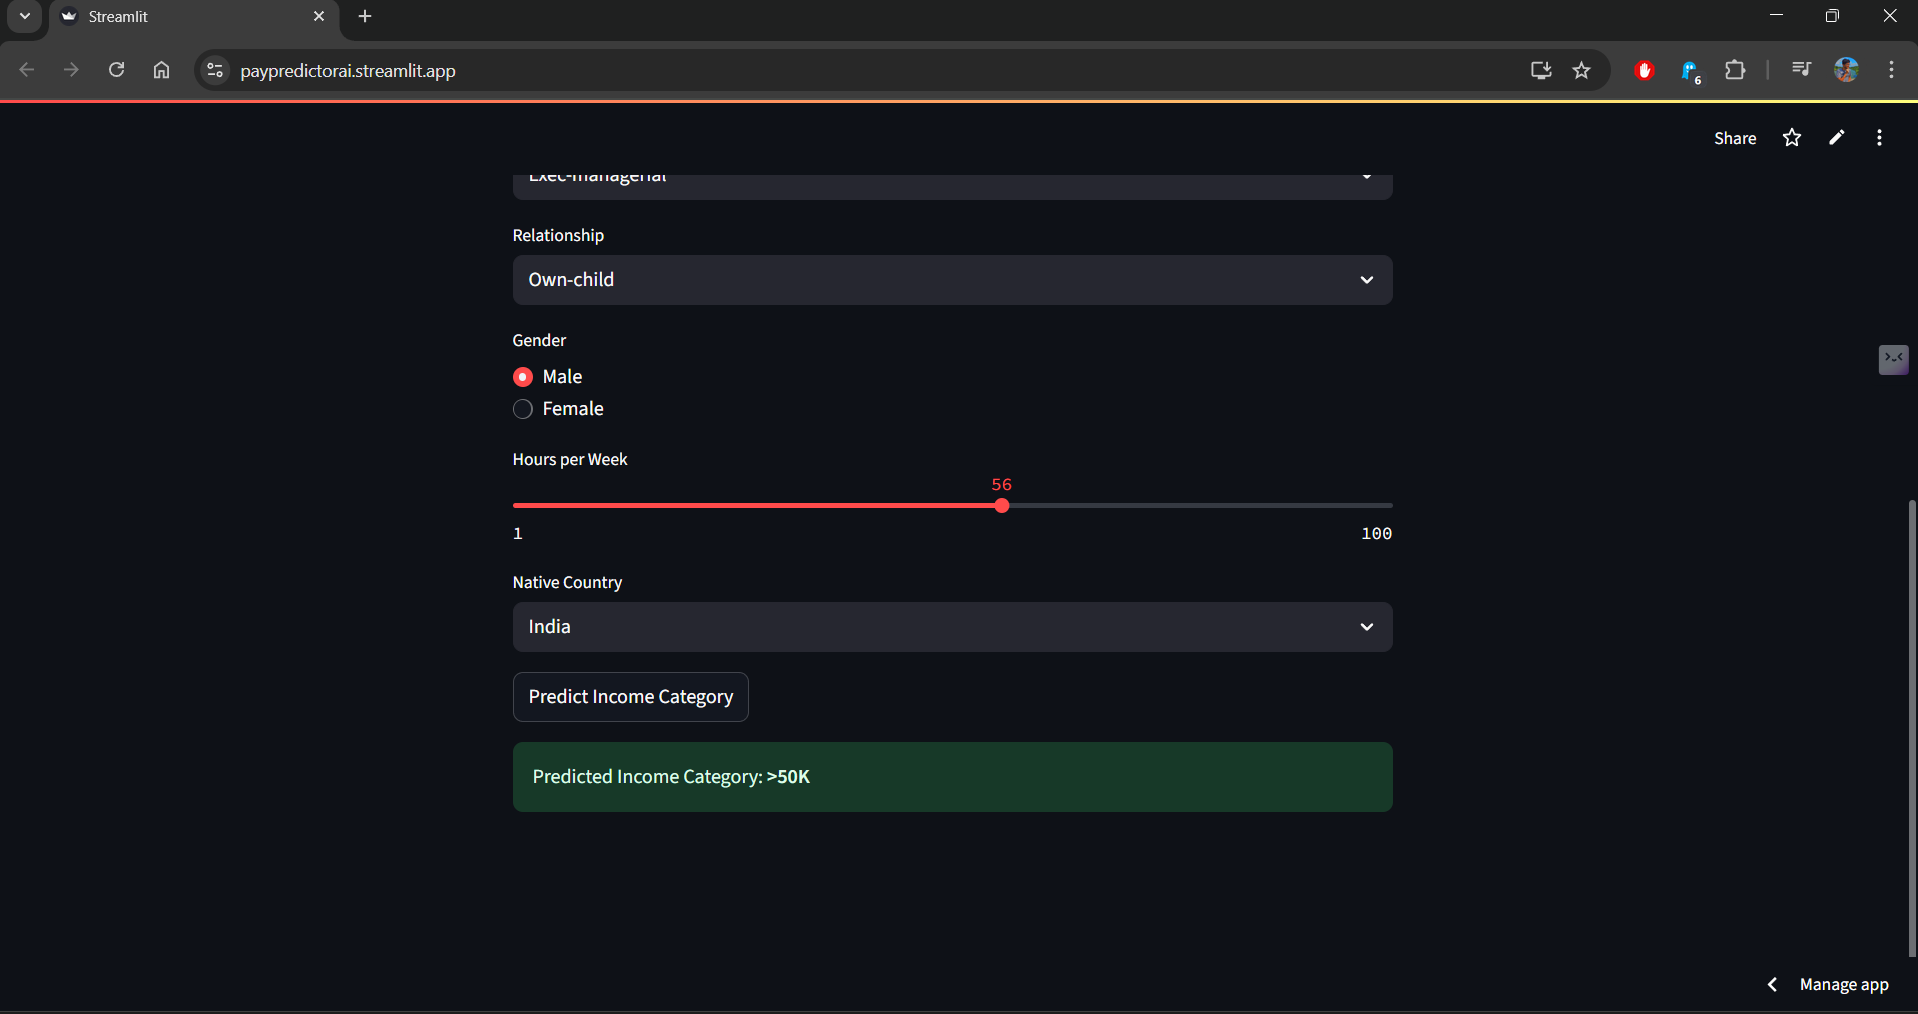 Streamlit
paypredictorai.streamlit.app
6
Share
Exec-managerial
Relationship
Own-child
Gender
Male
Female
Hours per Week
56
1
100
Native Country
India
Predict Income Category
Predicted Income Category: >50K
Manage app